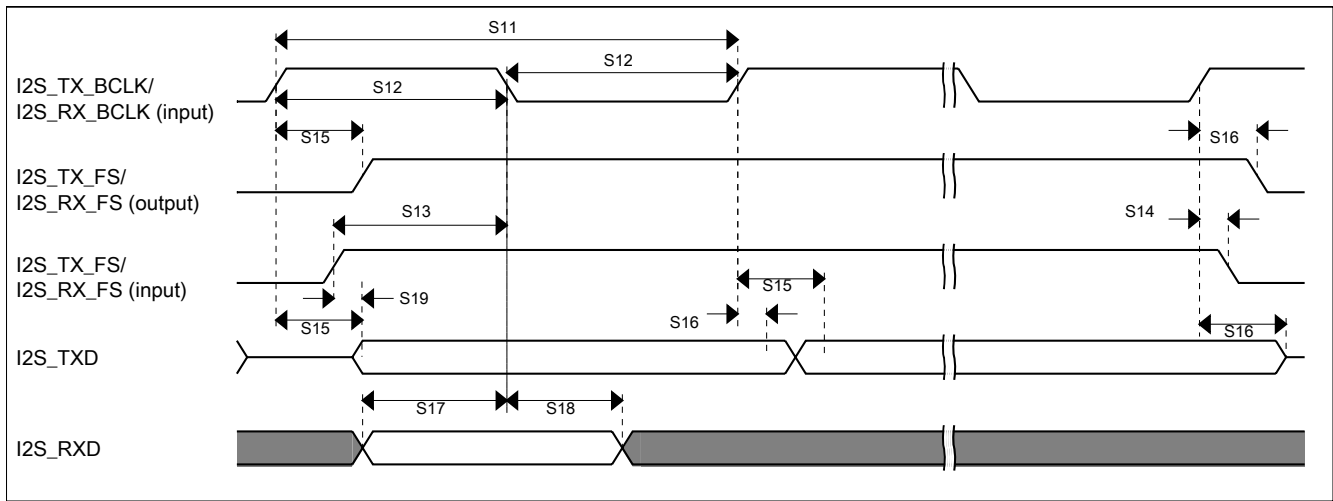 S11
I2S_TX_BCLK/
I2S_RX_BCLK (input)
S12
S12
S15
S16
I2S_TX_FS/
I2S_RX_FS (output)
S13
S14
I2S_TX_FS/
I2S_RX_FS (input)
S15
S19
S16
S15
S16
I2S_TXD
S17
S18
I2S_RXD